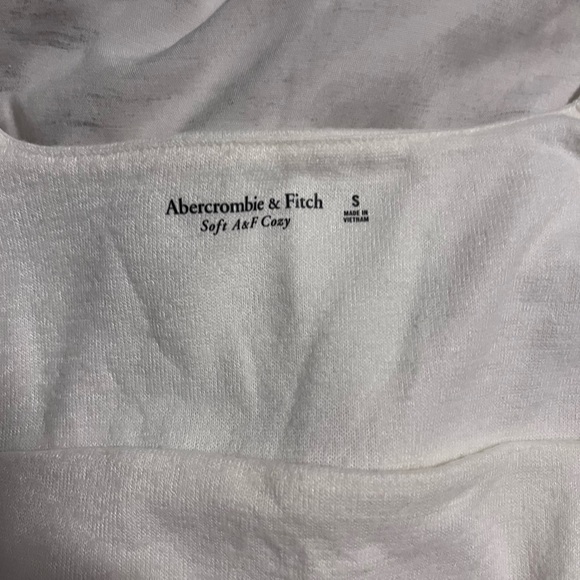 Abercrombie & Fitch
Soft A&F Cozy
S
MADE IN
VIETNAM